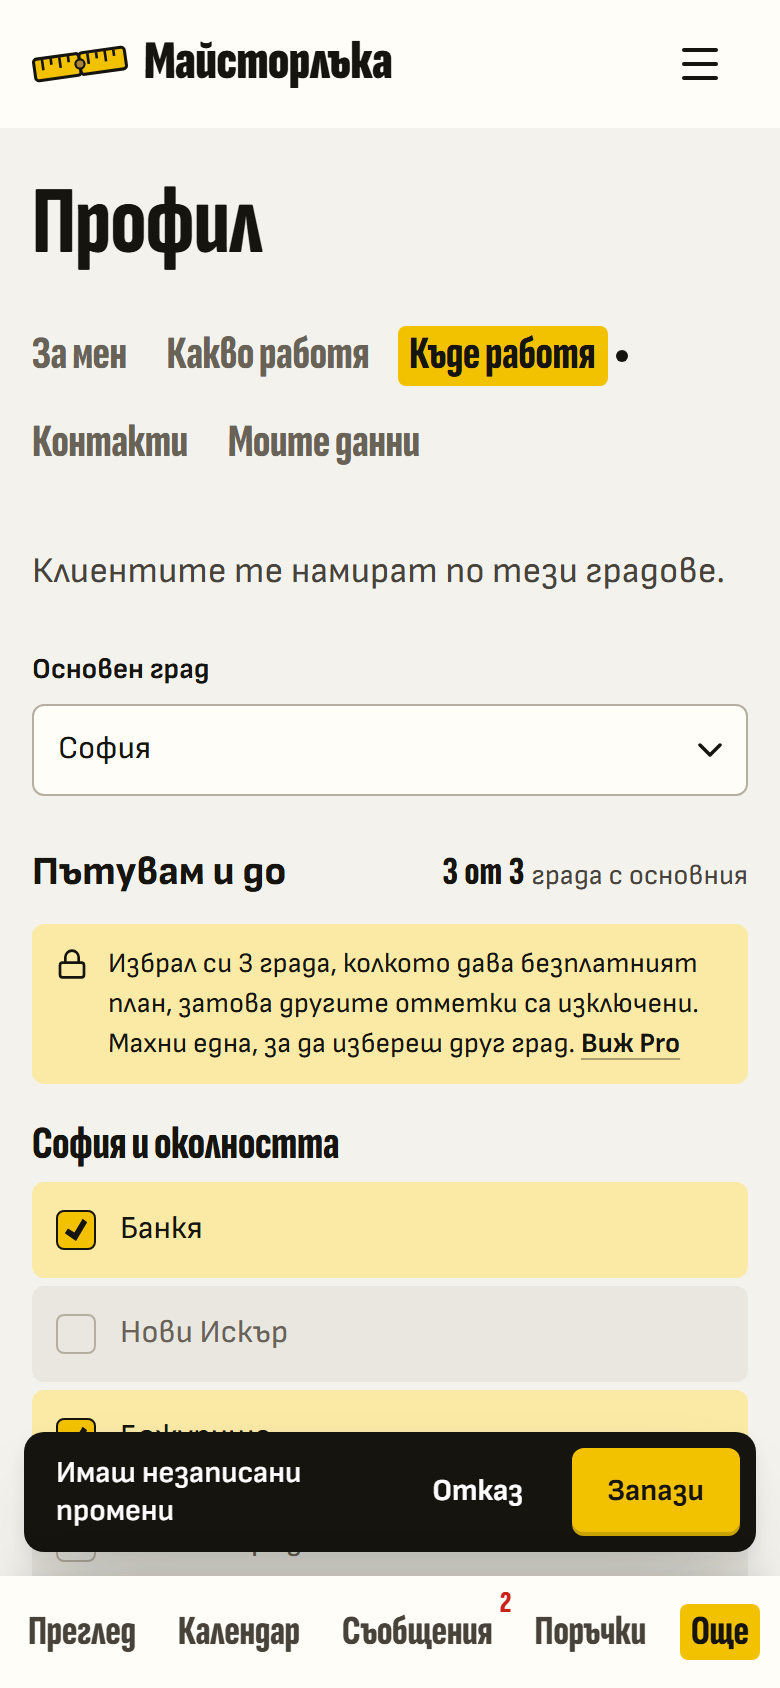 Майсторлъка
Профил
За мен Какво работя Къде работя
Контакти Моите данни
Клиентите те намират по тези градове.
Основен град
София
Пътувам и до 3 от 3 града с основния
Избрал си 3 града, колкото дава безплатният
план, затова другите отметки са изключени.
Махни една, за да избереш друг град. Виж Pro
София и околността
Банкя
Нови Искър
Имаш незаписани
промени
Отказ Запази
Преглед Календар Съобщения 2 Поръчки Още